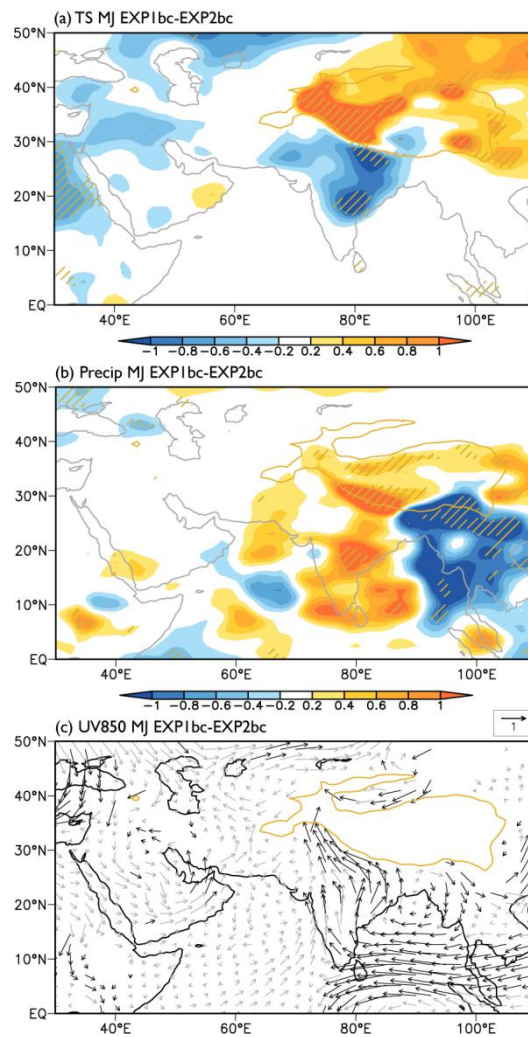 (a) TS MJ EXP1bc-EXP2bc
50°N
40°N
30°N
20°N
10°N
EQ
40°E 60°E 80°E 100°E
-1 -0.8 -0.6 -0.4 -0.2 0.2 0.4 0.6 0.8 1
(b) Precip MJ EXP1bc-EXP2bc
50°N
40°N
30°N
20°N
10°N
EQ
40°E 60°E 80°E 100°E
-1 -0.8 -0.6 -0.4 -0.2 0.2 0.4 0.6 0.8 1
(c) UV850 MJ EXP1bc-EXP2bc
1
50°N
40°N
30°N
20°N
10°N
EQ
40°E 60°E 80°E 100°E